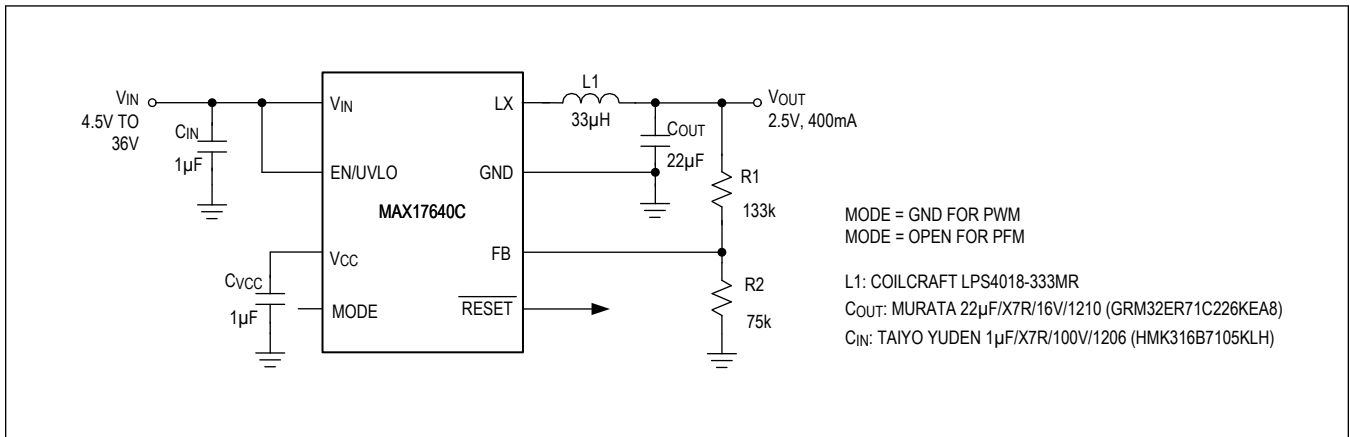 VIN
4.5V TO
36V
CIN
1µF
VIN
EN/UVLO
VCC
MODE
CVCC
1µF
MAX17640C
LX
GND
FB
RESET
L1
33µH
COUT
22µF
VOUT
2.5V, 400mA
R1
133k
R2
75k
MODE = GND FOR PWM
MODE = OPEN FOR PFM
L1: COILCRAFT LPS4018-333MR
COUT: MURATA 22µF/X7R/16V/1210 (GRM32ER71C226KEA8)
CIN: TAIYO YUDEN 1µF/X7R/100V/1206 (HMK316B7105KLH)